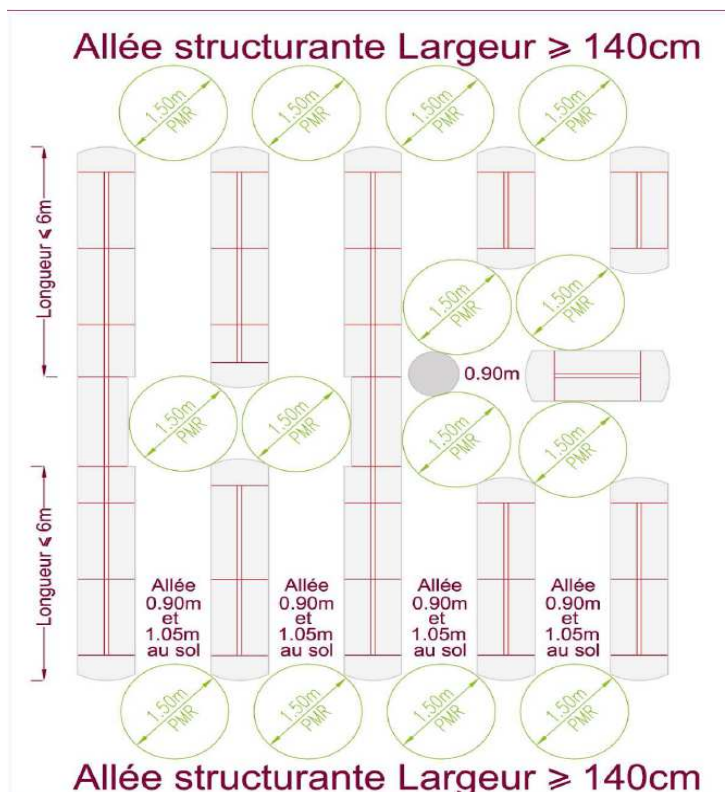 Allée structurante Largeur ⩾ 140cm
1.50m
PMR
1.50m
PMR
1.50m
PMR
1.50m
PMR
Longueur ⩽ 6m
1.50m
PMR
1.50m
PMR
0.90m
1.50m
PMR
1.50m
PMR
1.50m
PMR
1.50m
PMR
Longueur ⩽ 6m
Allée
0.90m
et
1.05m
au sol
Allée
0.90m
et
1.05m
au sol
Allée
0.90m
et
1.05m
au sol
Allée
0.90m
et
1.05m
au sol
1.50m
PMR
1.50m
PMR
1.50m
PMR
1.50m
PMR
Allée structurante Largeur ⩾ 140cm